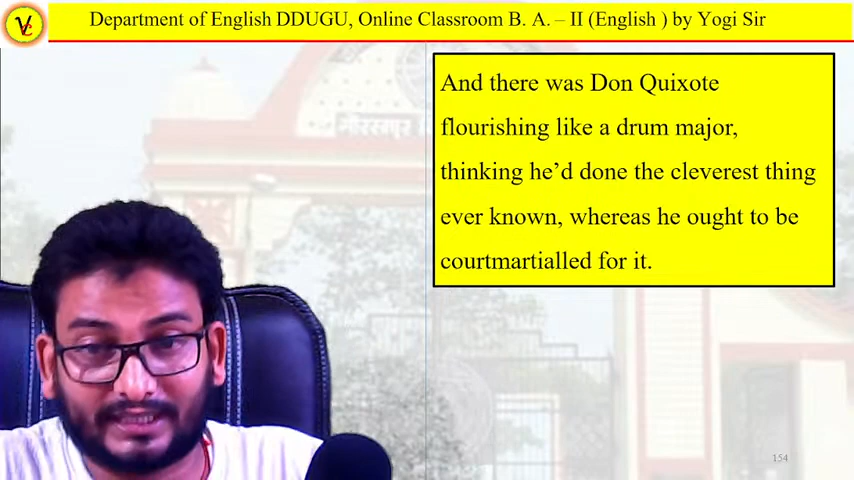 Department of English DDUGU, Online Classroom B. A. – II (English ) by Yogi Sir
And there was Don Quixote
flourishing like a drum major,
thinking he’d done the cleverest thing
ever known, whereas he ought to be
courtmartialled for it.
154